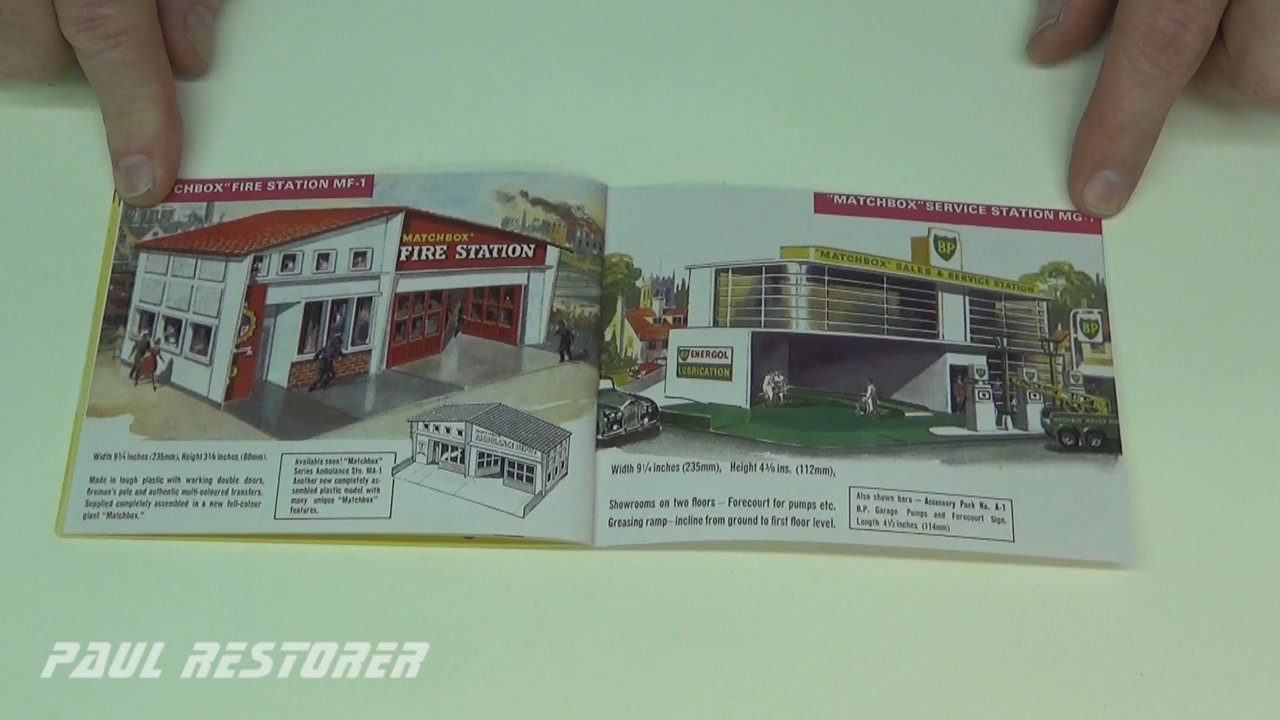 CHBOX" FIRE STATION MF-1
"MATCHBOX"
FIRE STATION
Width 9¼ inches (235mm), Height 3⅛ inches (80mm).
Made in tough plastic with working double doors,
fireman's pole and authentic multi-coloured transfers.
Supplied completely assembled in a new full-colour
giant "Matchbox."
Available soon! "Matchbox"
Series Ambulance Stn. MA-1
Another new completely as-
sembled plastic model with
many unique "Matchbox"
features.
AMBULANCE STATION
"MATCHBOX" SERVICE STATION MG-1
BP
"MATCHBOX" SALES & SERVICE STATION
BP
BP ENERGOL
LUBRICATION
Width 9¼ inches (235mm), Height 4⅜ ins. (112mm),
Showrooms on two floors – Forecourt for pumps etc.
Greasing ramp – Incline from ground to first floor level.
Also shown here – Accessory Pack No. A-1
B.P. Garage Pumps and Forecourt Sign.
Length 4½ inches (114mm)
PAUL RESTORER